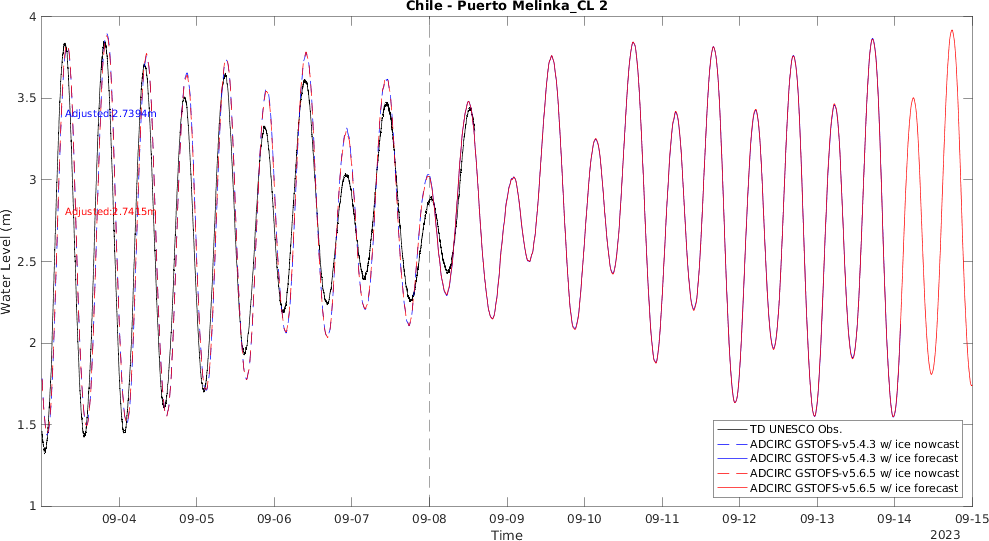 Chile - Puerto Melinka_CL 2
4
3.5
3
2.5
2
1.5
1
Water Level (m)
Adjusted:2.7394m
Adjusted:2.7415m
TD UNESCO Obs.
ADCIRC GSTOFS-v5.4.3 w/ ice nowcast
ADCIRC GSTOFS-v5.4.3 w/ ice forecast
ADCIRC GSTOFS-v5.6.5 w/ ice nowcast
ADCIRC GSTOFS-v5.6.5 w/ ice forecast
09-04 09-05 09-06 09-07 09-08 09-09 09-10 09-11 09-12 09-13 09-14 09-15
Time
2023